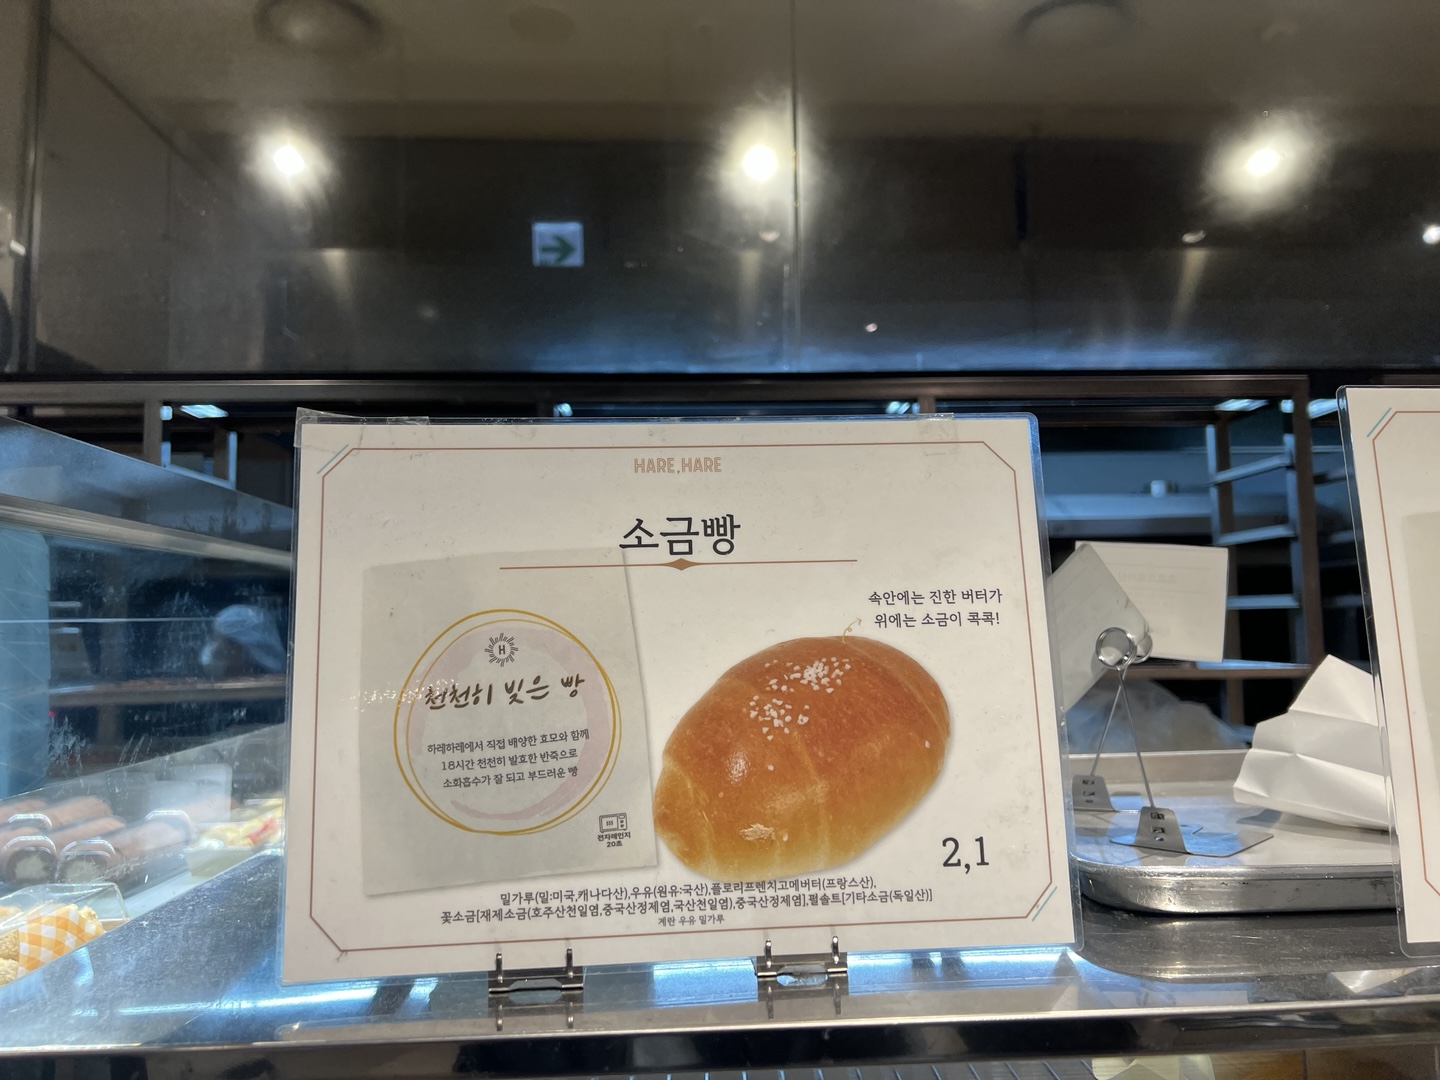 HARE,HARE
소금빵
속안에는 진한 버터가
위에는 소금이 콕콕!
H
천천히 빚은 빵
하레하레에서 직접 배양한 효모와 함께
18시간 천천히 발효한 반죽으로
소화흡수가 잘 되고 부드러운 빵
전자레인지
20초
2,1
밀가루(밀:미국,캐나다산),우유(원유:국산),플로리프렌치고메버터(프랑스산),
꽃소금[재제소금(호주산천일염,중국산정제염,국산천일염),중국산정제염],펄솔트[기타소금(독일산)]
계란 우유 밀가루